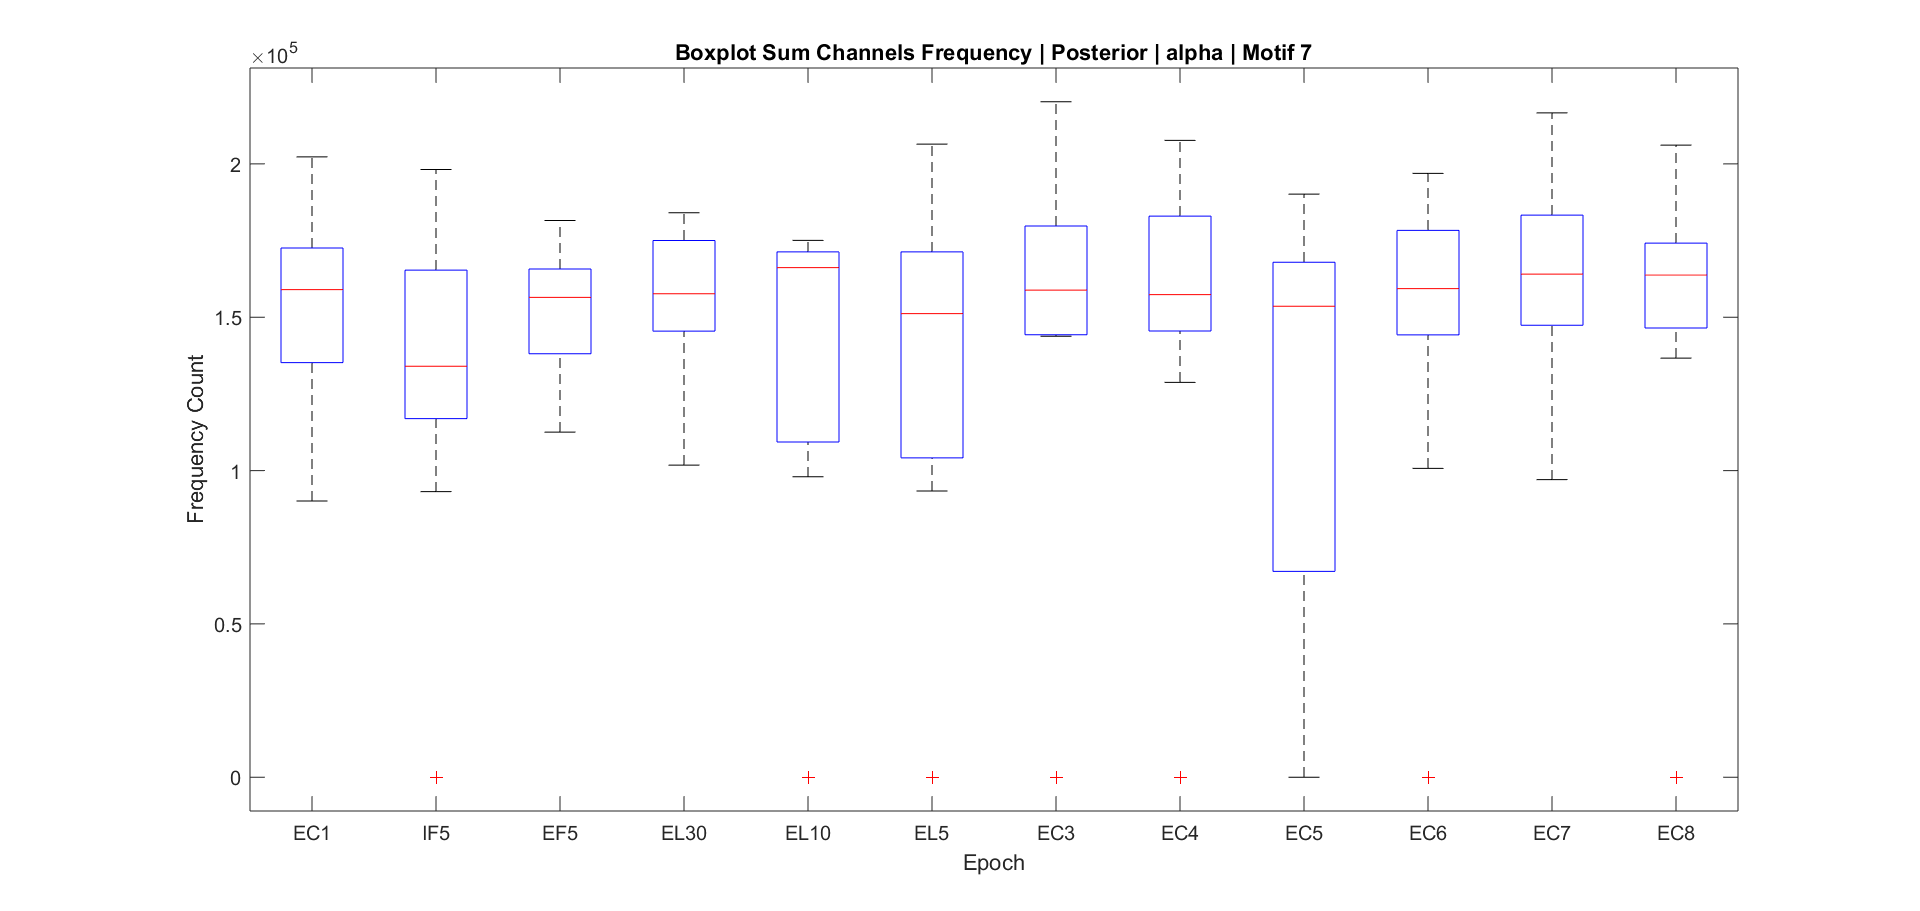 Boxplot Sum Channels Frequency | Posterior | alpha | Motif 7
×10^5
2
1.5
1
0.5
0
Frequency Count
EC1 IF5 EF5 EL30 EL10 EL5 EC3 EC4 EC5 EC6 EC7 EC8
Epoch